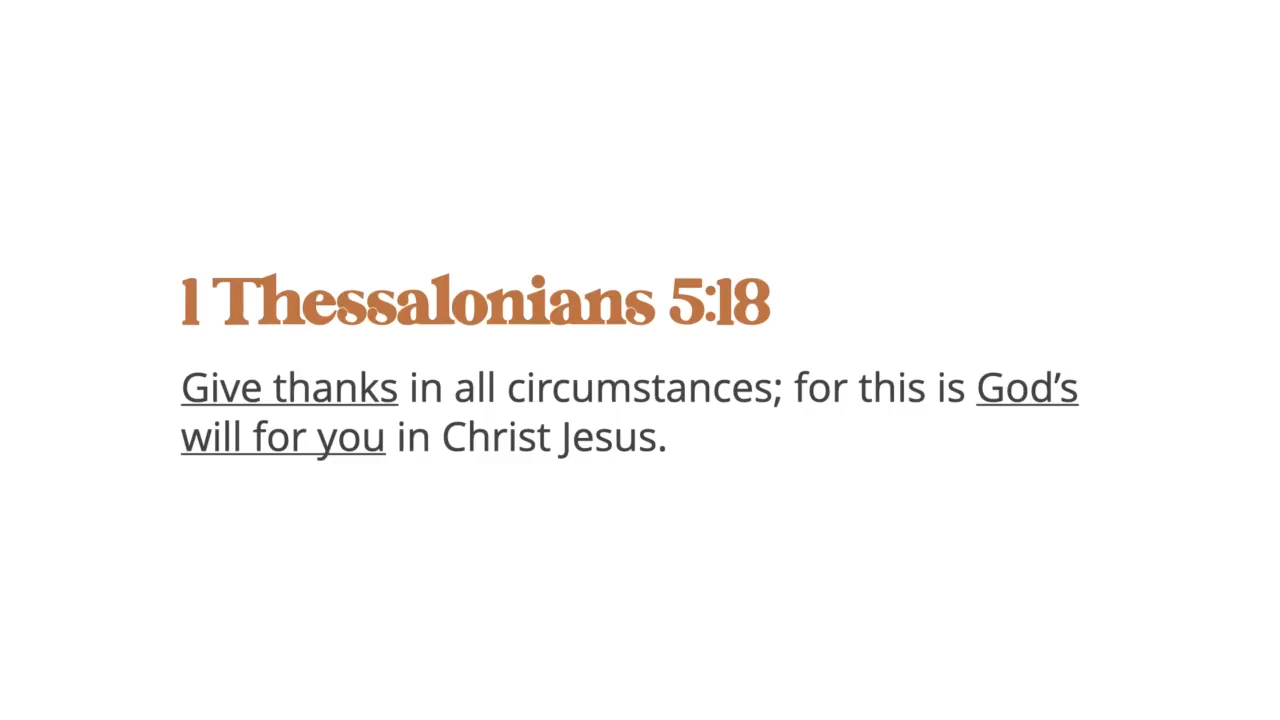 1 Thessalonians 5:18
Give thanks in all circumstances; for this is God’s
will for you in Christ Jesus.